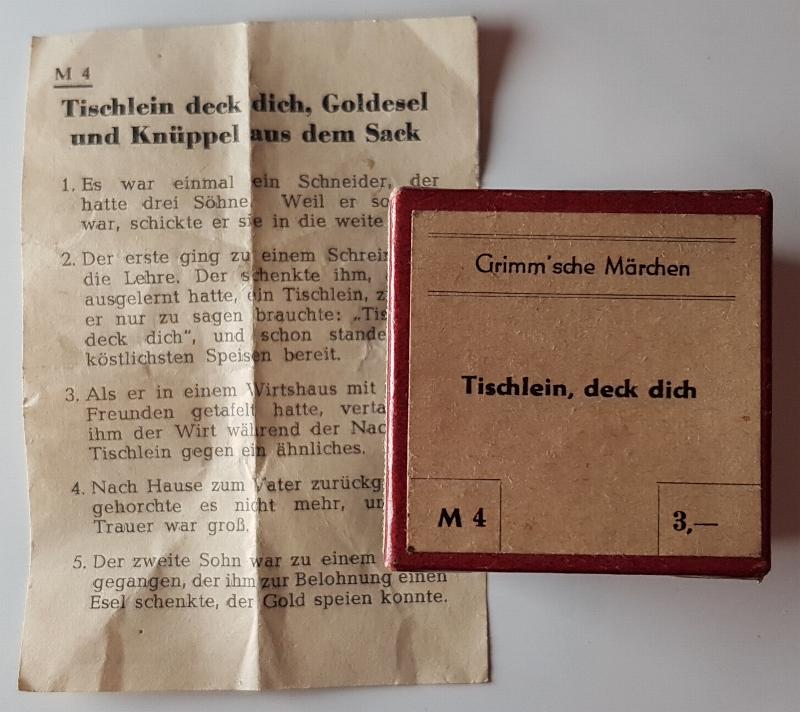 M 4
Tischlein deck dich, Goldesel
und Knüppel aus dem Sack
1. Es war einmal ein Schneider, der
hatte drei Söhne. Weil er
war, schickte er sie in die weite
2. Der erste ging zu einem
die Lehre. Der schenkte ihm,
ausgelernt hatte, ein Tischlein,
er nur zu sagen brauchte:
deck dich“, und schon
köstlichsten Speisen bereit.
3. Als er in einem Wirtshaus mit
Freunden getafelt hatte,
ihm der Wirt während der
Tischlein gegen ein ähnliches.
4. Nach Hause zum Vater
gehorchte es nicht mehr,
Trauer war groß.
5. Der zweite Sohn war zu einem
gegangen, der ihm zur Belohnung einen
Esel schenkte, der Gold speien konnte.
Grimm'sche Märchen
Tischlein, deck dich
M 4
3,—